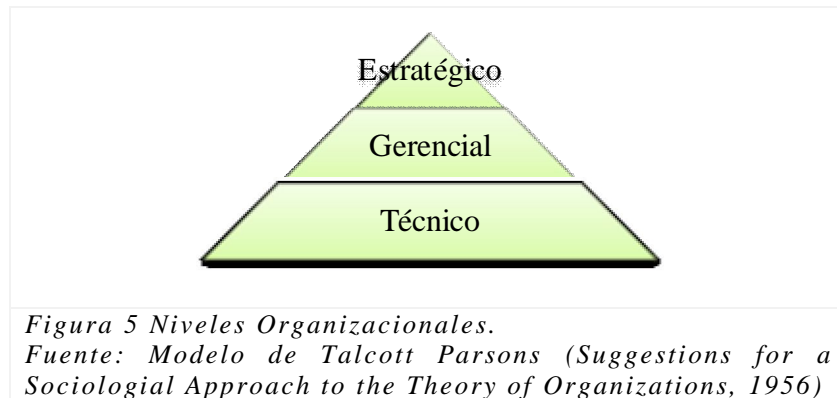 Estratégico
Gerencial
Técnico
Figura 5 Niveles Organizacionales.
Fuente: Modelo de Talcott Parsons (Suggestions for a
Sociologial Approach to the Theory of Organizations, 1956)